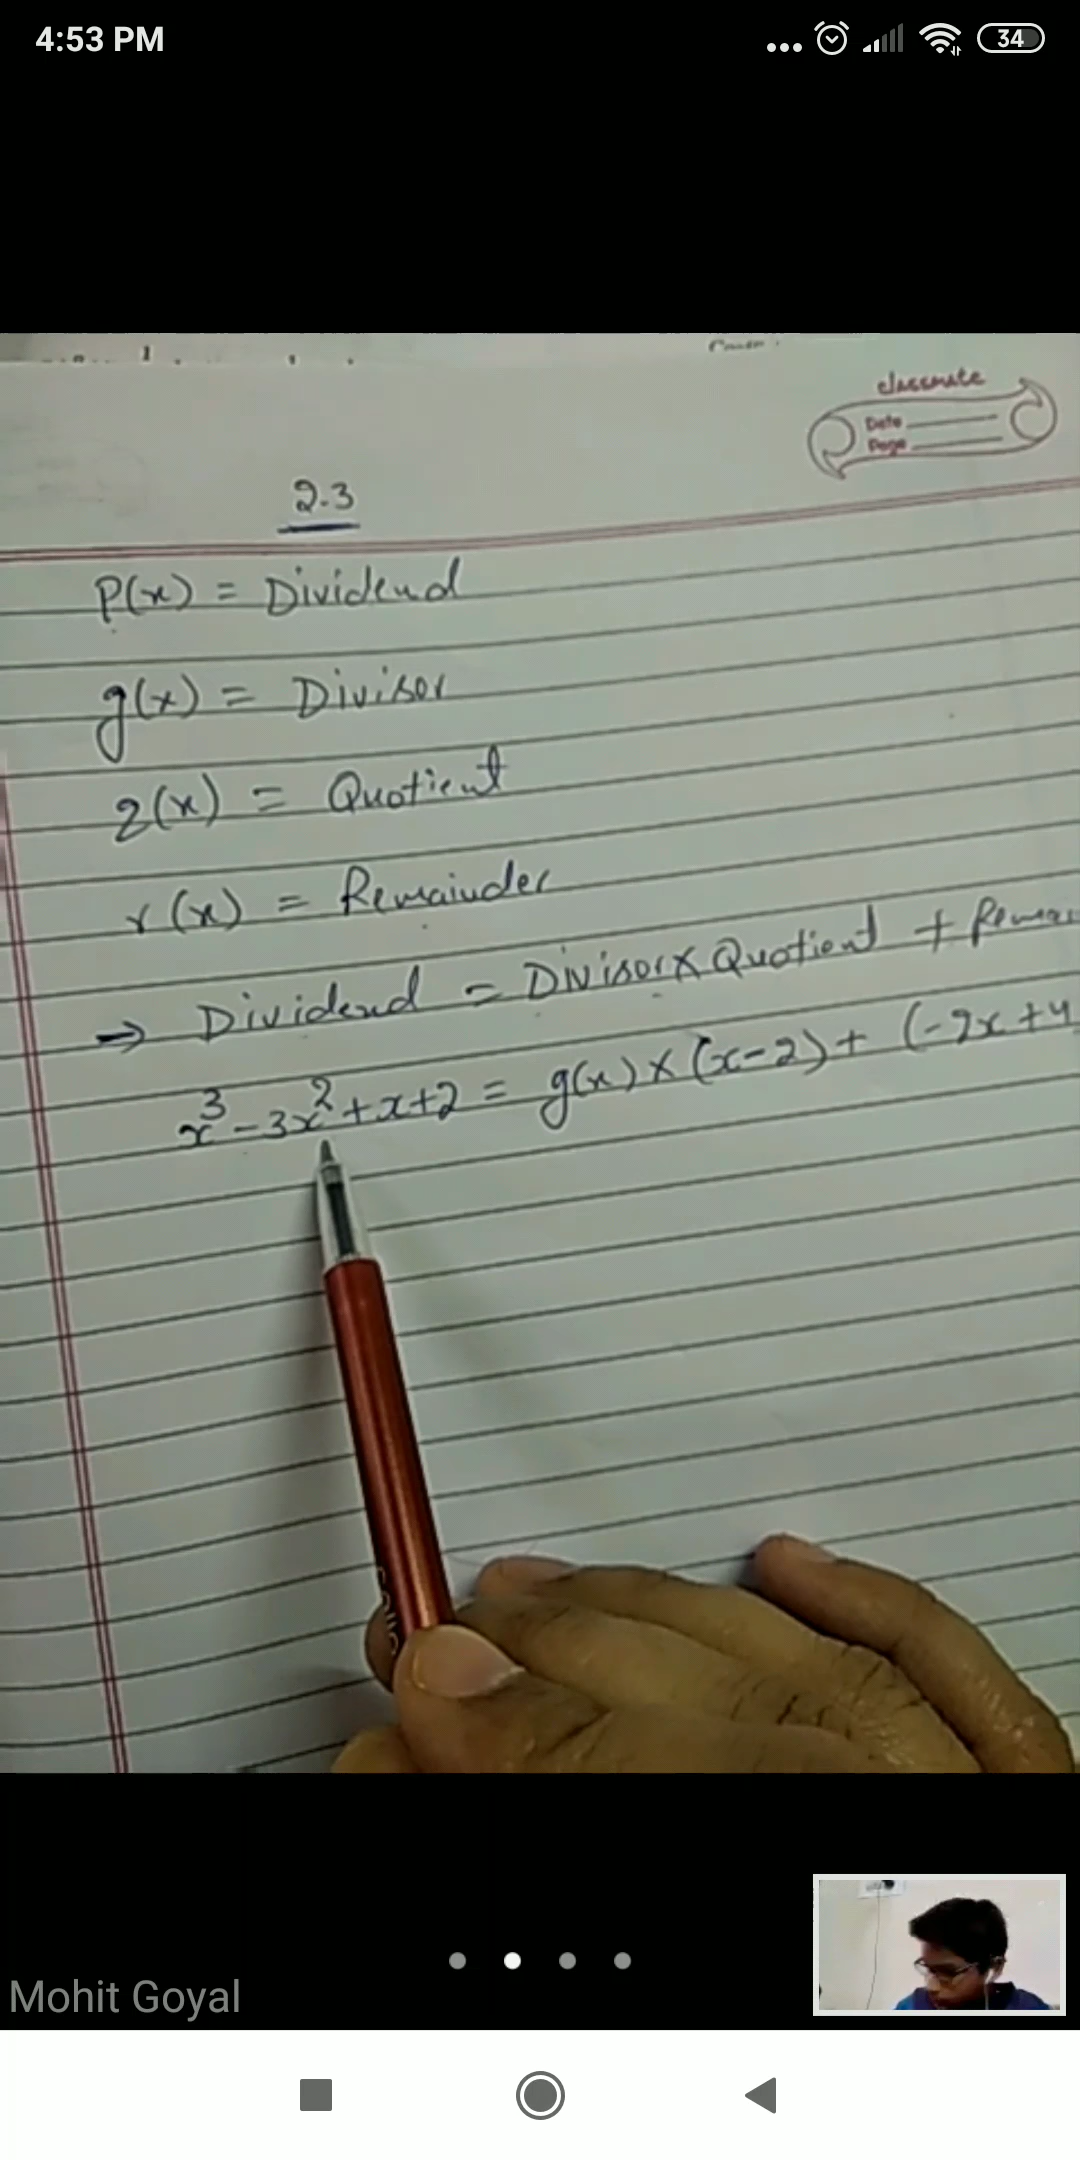 4:53 PM
34
classmate
Date
Page
2.3
P(x) = Dividend
g(x) = Divisor
q(x) = Quotient
r(x) = Remainder
→ Dividend = Divisor × Quotient +
x³ - 3x² + x + 2 = g(x) × (x-2) + (-2x + 4
Mohit Goyal